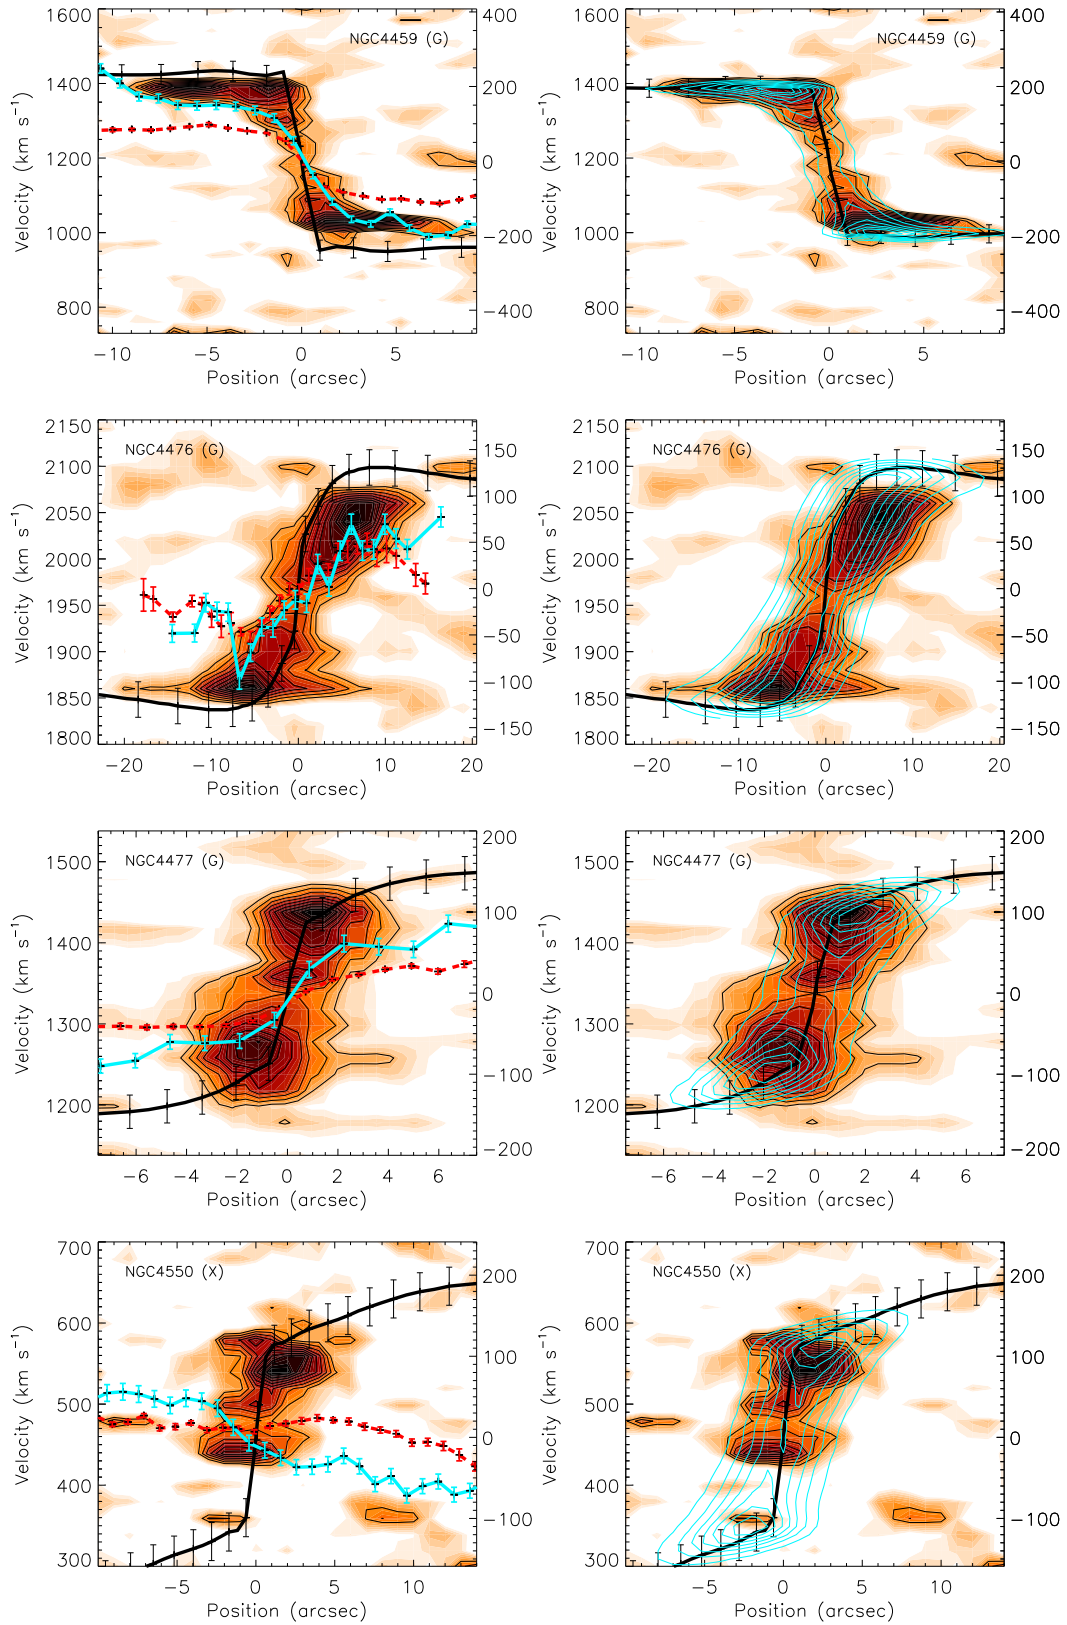 1600
1400
1200
1000
800
400
200
0
−200
−400
NGC4459 (G)
Velocity (km s⁻¹)
−10 −5 0 5
Position (arcsec)
1600
1400
1200
1000
800
400
200
0
−200
−400
NGC4459 (G)
Velocity (km s⁻¹)
−10 −5 0 5
Position (arcsec)
2150
2100
2050
2000
1950
1900
1850
1800
150
100
50
0
−50
−100
−150
NGC4476 (G)
Velocity (km s⁻¹)
−20 −10 0 10 20
Position (arcsec)
2150
2100
2050
2000
1950
1900
1850
1800
150
100
50
0
−50
−100
−150
NGC4476 (G)
Velocity (km s⁻¹)
−20 −10 0 10 20
Position (arcsec)
1500
1400
1300
1200
200
100
0
−100
−200
NGC4477 (G)
Velocity (km s⁻¹)
−6 −4 −2 0 2 4 6
Position (arcsec)
1500
1400
1300
1200
200
100
0
−100
−200
NGC4477 (G)
Velocity (km s⁻¹)
−6 −4 −2 0 2 4 6
Position (arcsec)
700
600
500
400
300
200
100
0
−100
NGC4550 (X)
Velocity (km s⁻¹)
−5 0 5 10
Position (arcsec)
700
600
500
400
300
200
100
0
−100
NGC4550 (X)
Velocity (km s⁻¹)
−5 0 5 10
Position (arcsec)